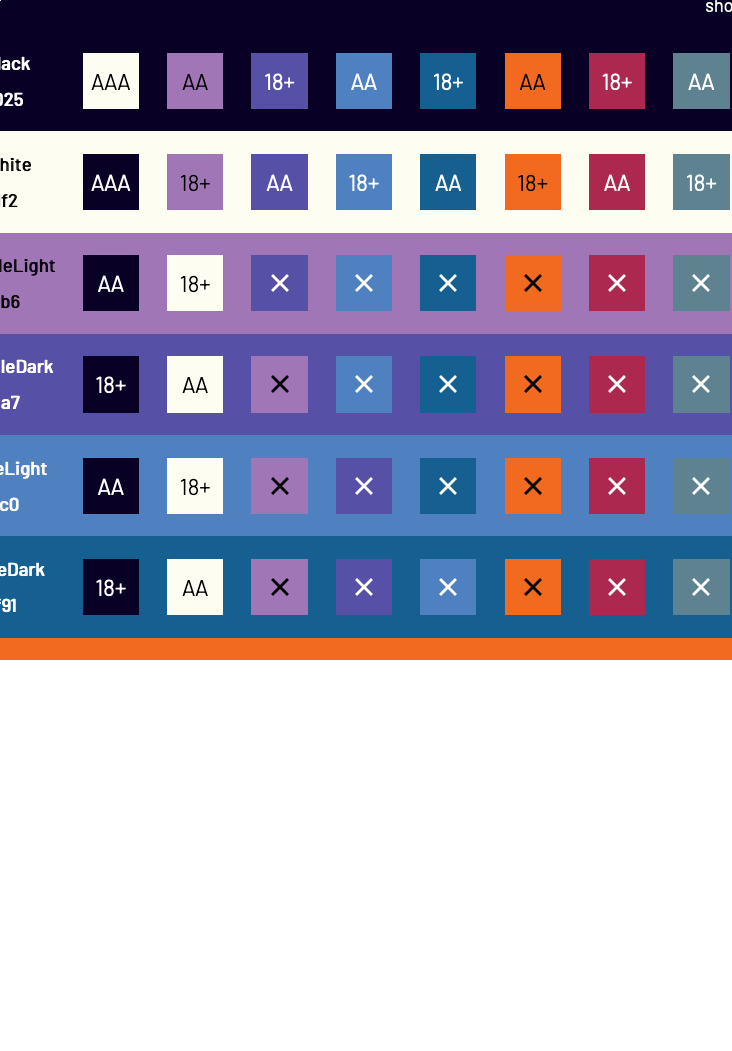 sho
lack AAA AA 18+ AA 18+ AA 18+ AA
025
hite AAA 18+ AA 18+ AA 18+ AA 18+
f2
leLight AA 18+
b6
leDark 18+ AA
a7
eLight AA 18+
c0
eDark 18+ AA
f91